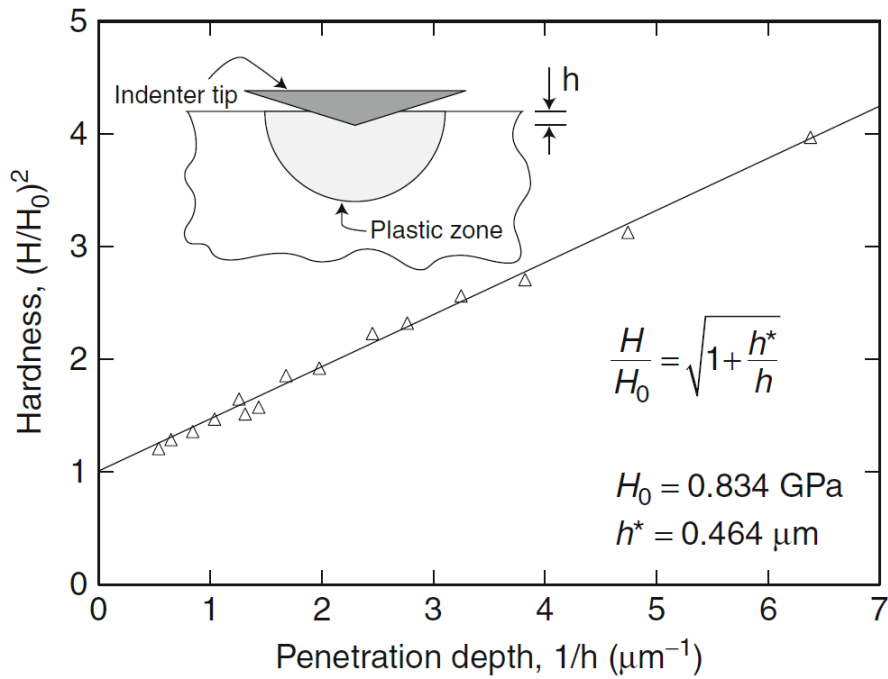 Hardness, (H/H₀)²
5
4
3
2
1
0
Indenter tip
h
Plastic zone
H/H₀ = √(1 + h*/h)
H₀ = 0.834 GPa
h* = 0.464 μm
0 1 2 3 4 5 6 7
Penetration depth, 1/h (μm⁻¹)